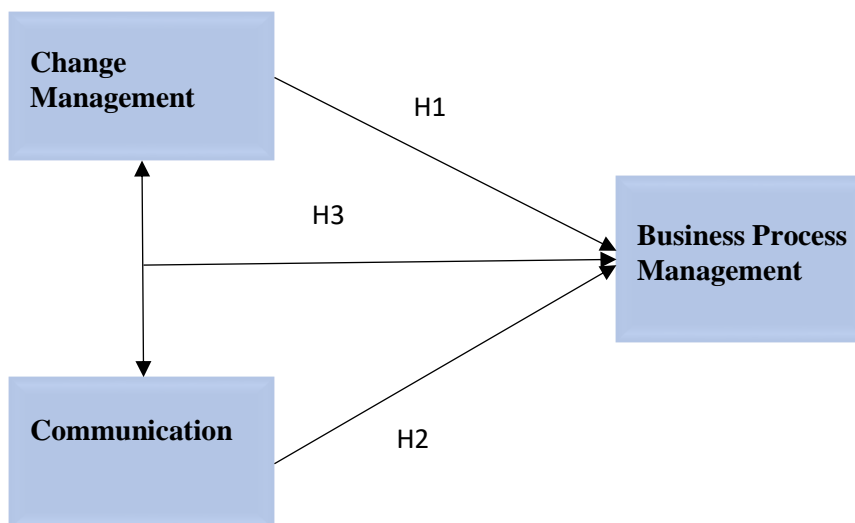 Change
Management
H1
H3
Business Process
Management
Communication
H2